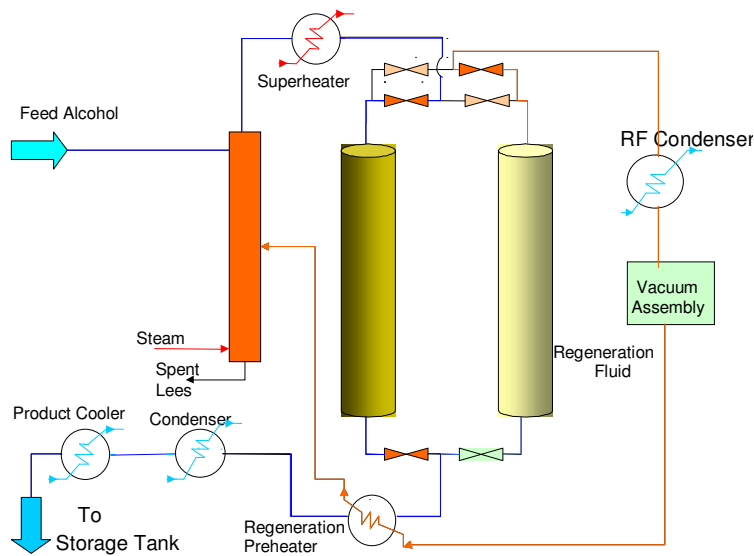 Superheater
Feed Alcohol
RF Condenser
Vacuum
Assembly
Steam
Spent
Lees
Regeneration
Fluid
Product Cooler
Condenser
To
Storage Tank
Regeneration
Preheater